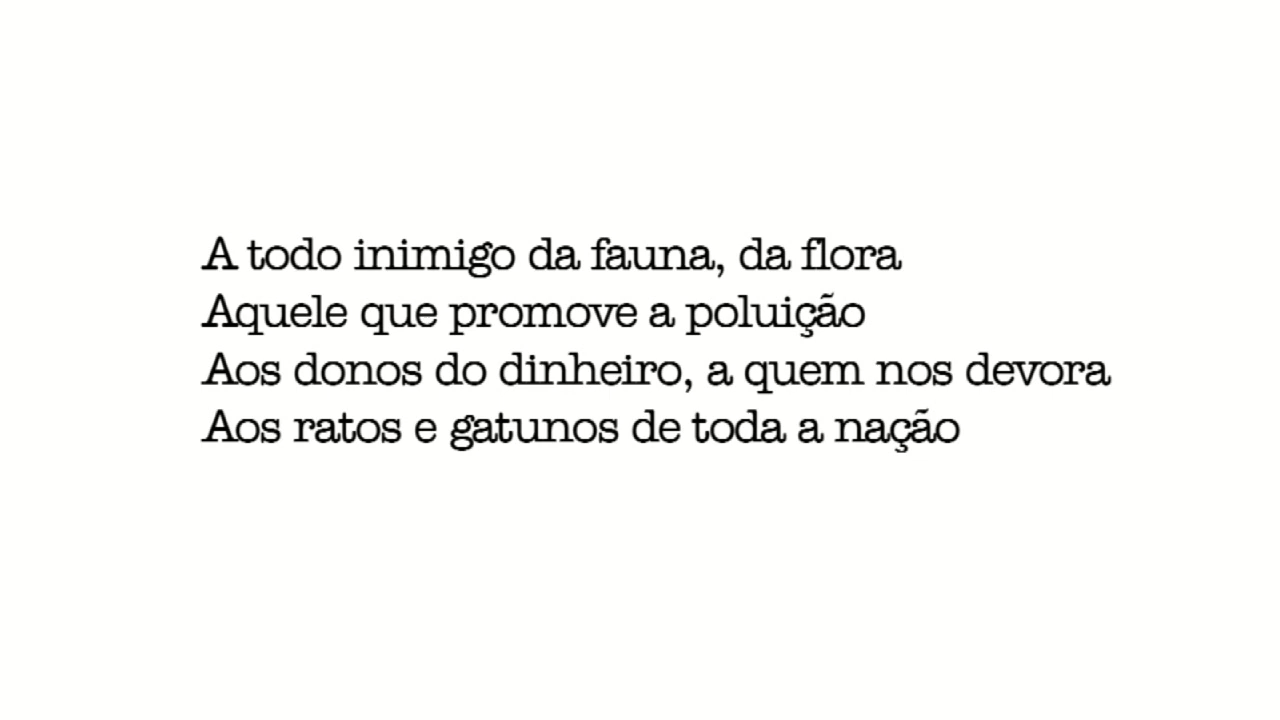 A todo inimigo da fauna, da flora
Aquele que promove a poluição
Aos donos do dinheiro, a quem nos devora
Aos ratos e gatunos de toda a nação